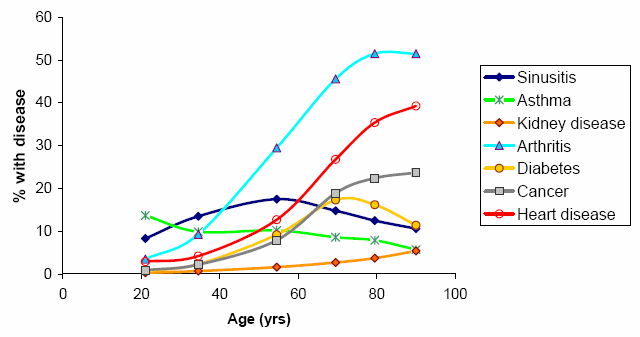 60
50
40
30
20
10
0
% with disease
0 20 40 60 80 100
Age (yrs)
Sinusitis
Asthma
Kidney disease
Arthritis
Diabetes
Cancer
Heart disease